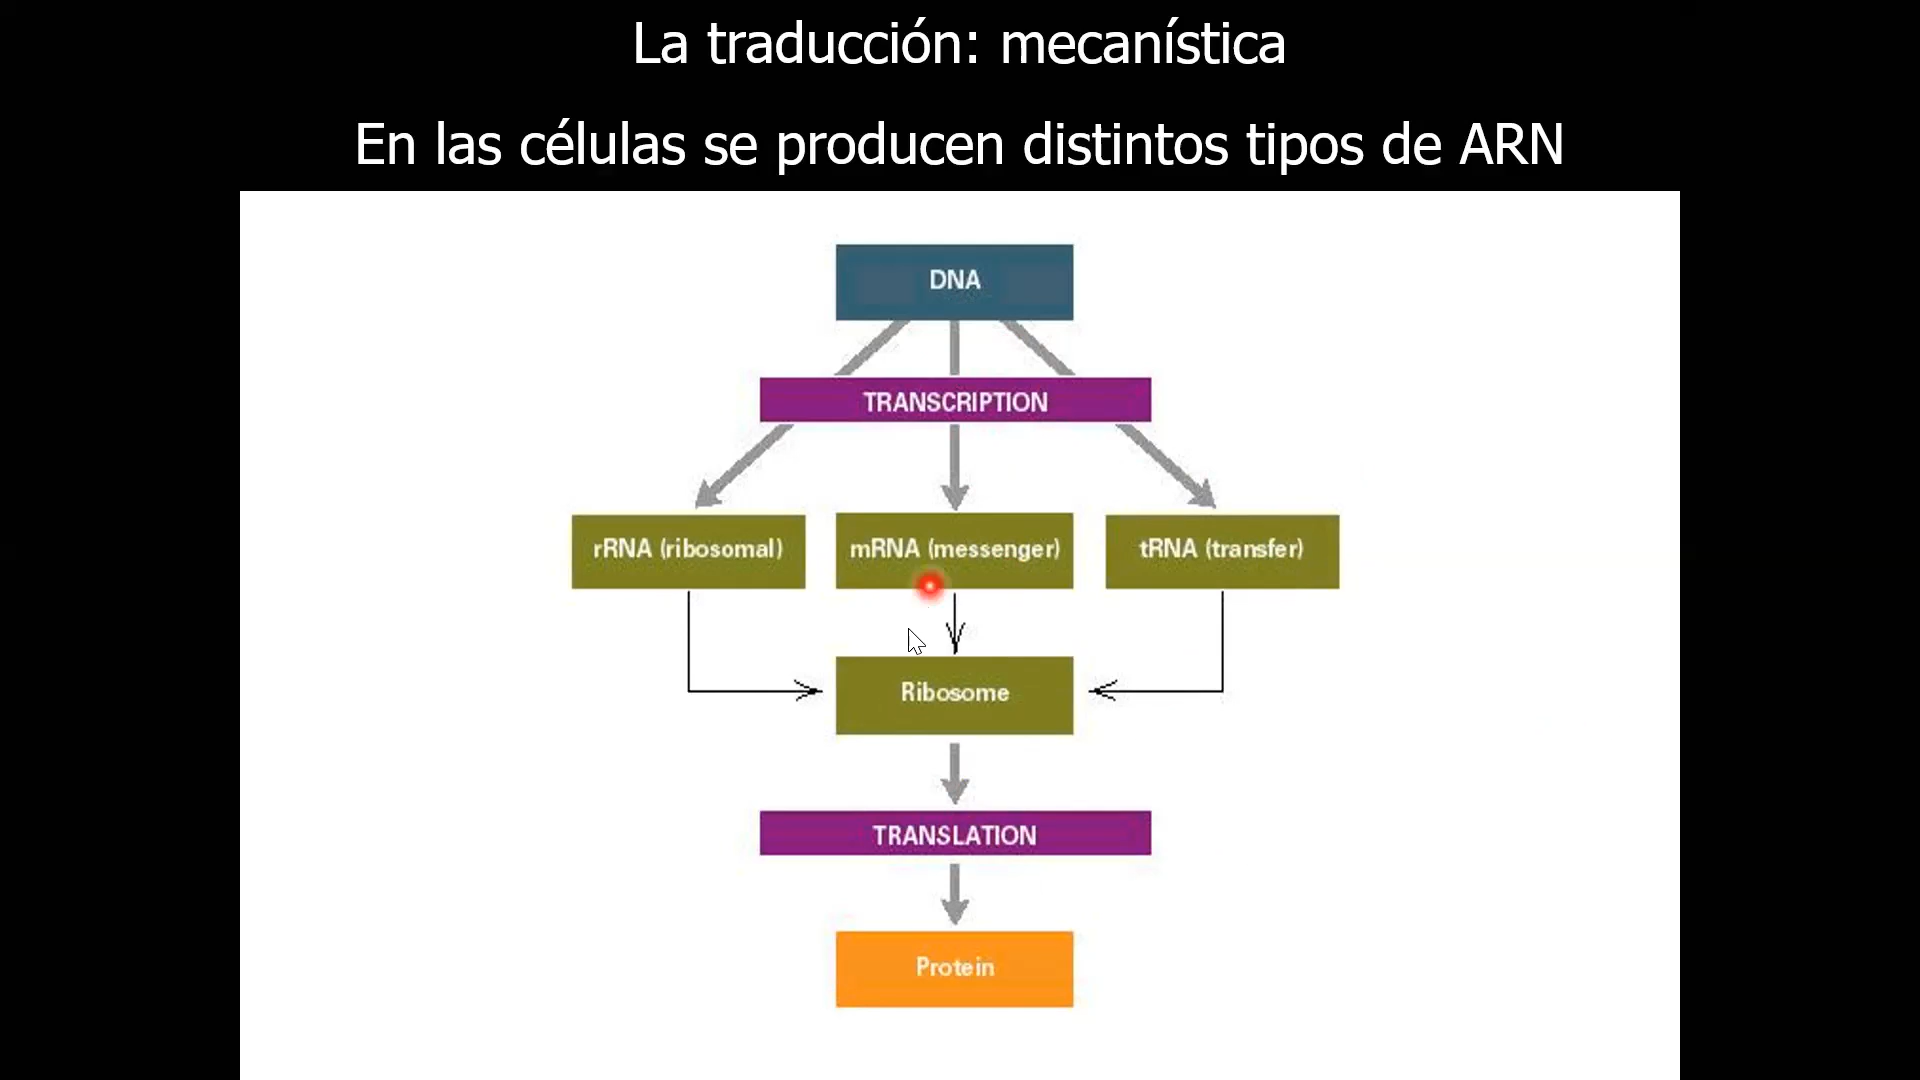 La traducción: mecanística
En las células se producen distintos tipos de ARN
DNA
TRANSCRIPTION
rRNA (ribosomal)
mRNA (messenger)
tRNA (transfer)
Ribosome
TRANSLATION
Protein